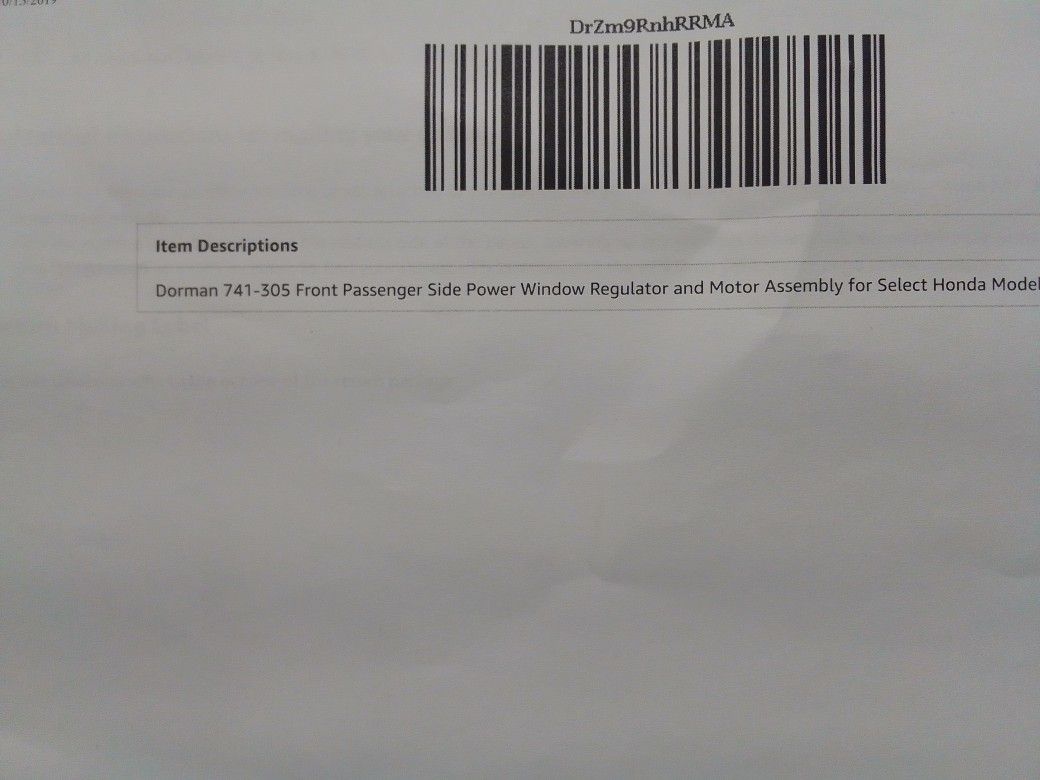 DrZm9RnhRRMA
Item Descriptions
Dorman 741-305 Front Passenger Side Power Window Regulator and Motor Assembly for Select Honda Model